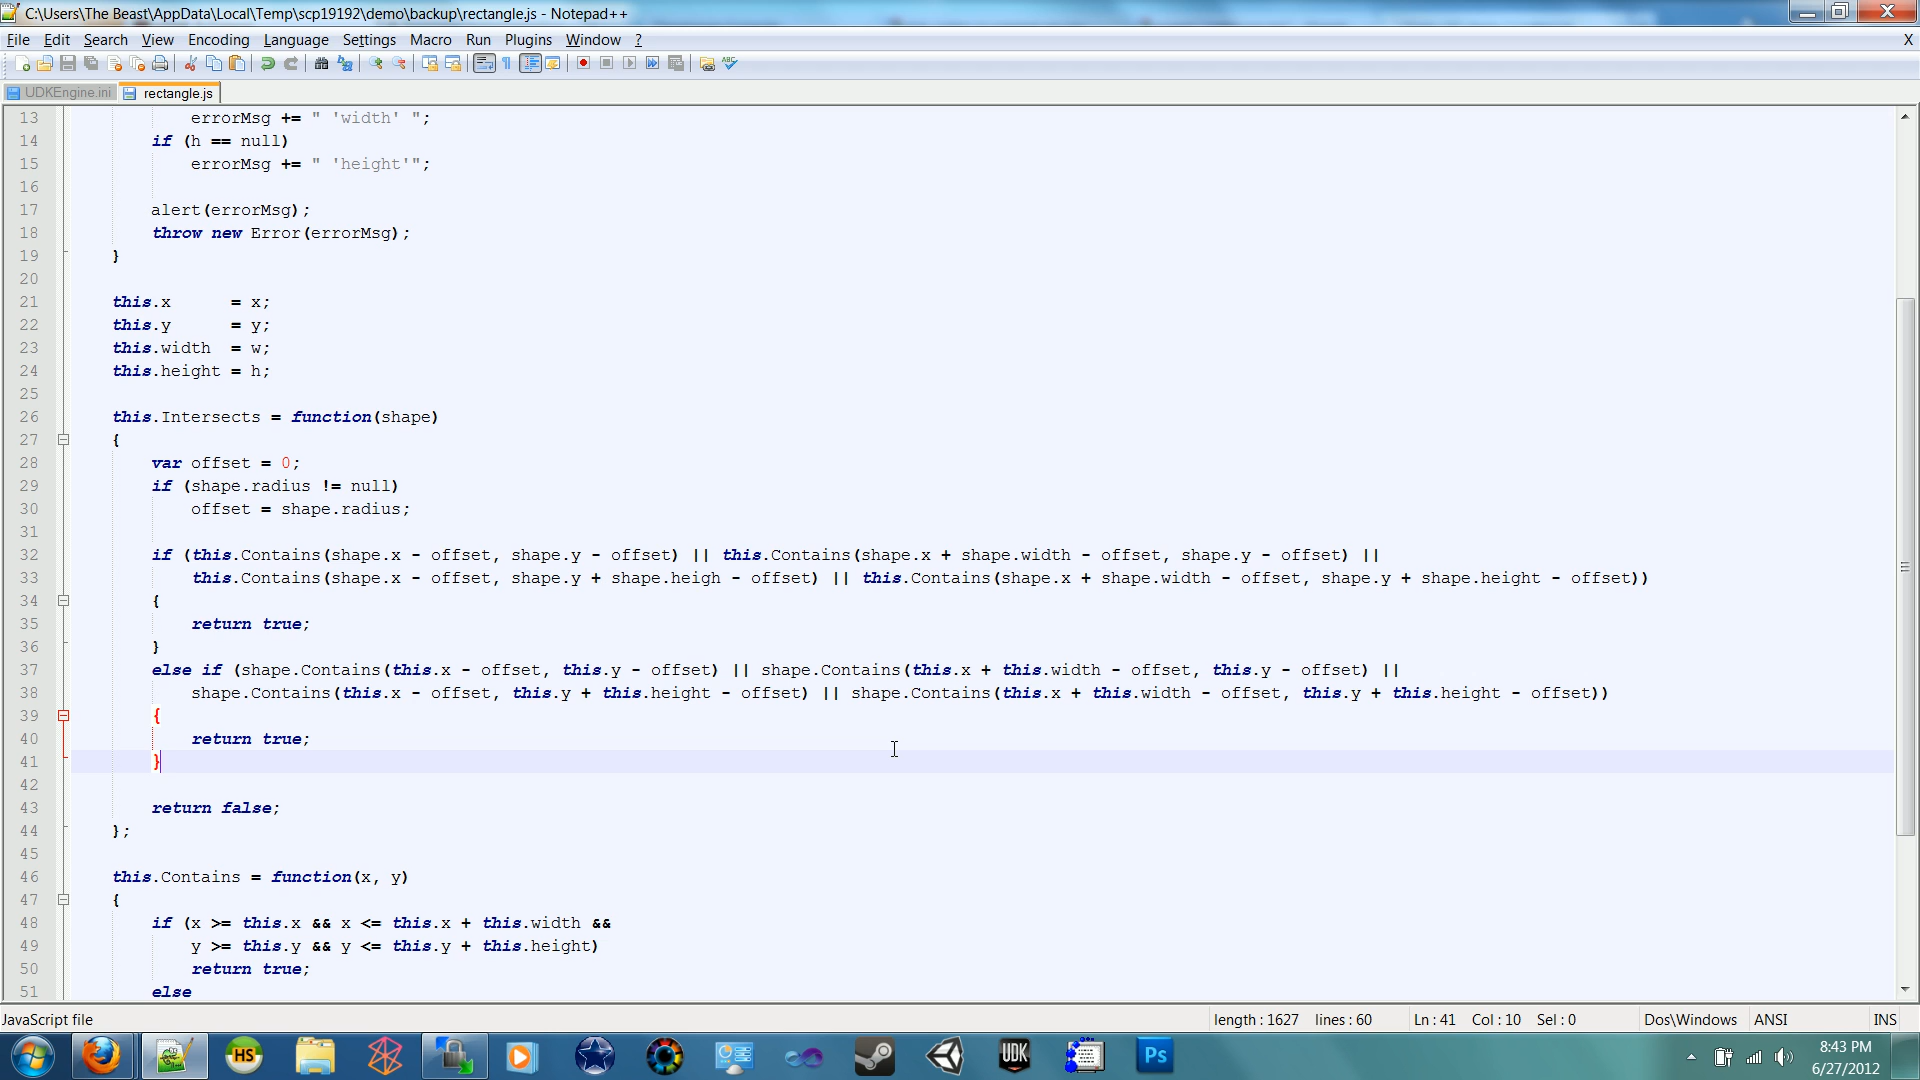 C:\Users\The Beast\AppData\Local\Temp\scp19192\demo\backup\rectangle.js - Notepad++
File Edit Search View Encoding Language Settings Macro Run Plugins Window ? X
UDKEngine.ini rectangle.js
13 errorMsg += " 'width' ";
14 if (h == null)
15 errorMsg += " 'height'";
16
17 alert(errorMsg);
18 throw new Error(errorMsg);
19 }
20
21 this.x = x;
22 this.y = y;
23 this.width = w;
24 this.height = h;
25
26 this.Intersects = function(shape)
27 {
28 var offset = 0;
29 if (shape.radius != null)
30 offset = shape.radius;
31
32 if (this.Contains(shape.x - offset, shape.y - offset) || this.Contains(shape.x + shape.width - offset, shape.y - offset) ||
33 this.Contains(shape.x - offset, shape.y + shape.heigh - offset) || this.Contains(shape.x + shape.width - offset, shape.y + shape.height - offset))
34 {
35 return true;
36 }
37 else if (shape.Contains(this.x - offset, this.y - offset) || shape.Contains(this.x + this.width - offset, this.y - offset) ||
38 shape.Contains(this.x - offset, this.y + this.height - offset) || shape.Contains(this.x + this.width - offset, this.y + this.height - offset))
39 {
40 return true;
41 }
42
43 return false;
44 };
45
46 this.Contains = function(x, y)
47 {
48 if (x >= this.x && x <= this.x + this.width &&
49 y >= this.y && y <= this.y + this.height)
50 return true;
51 else
JavaScript file length : 1627 lines : 60 Ln : 41 Col : 10 Sel : 0 Dos\Windows ANSI INS
HS UDK Ps
8:43 PM
6/27/2012